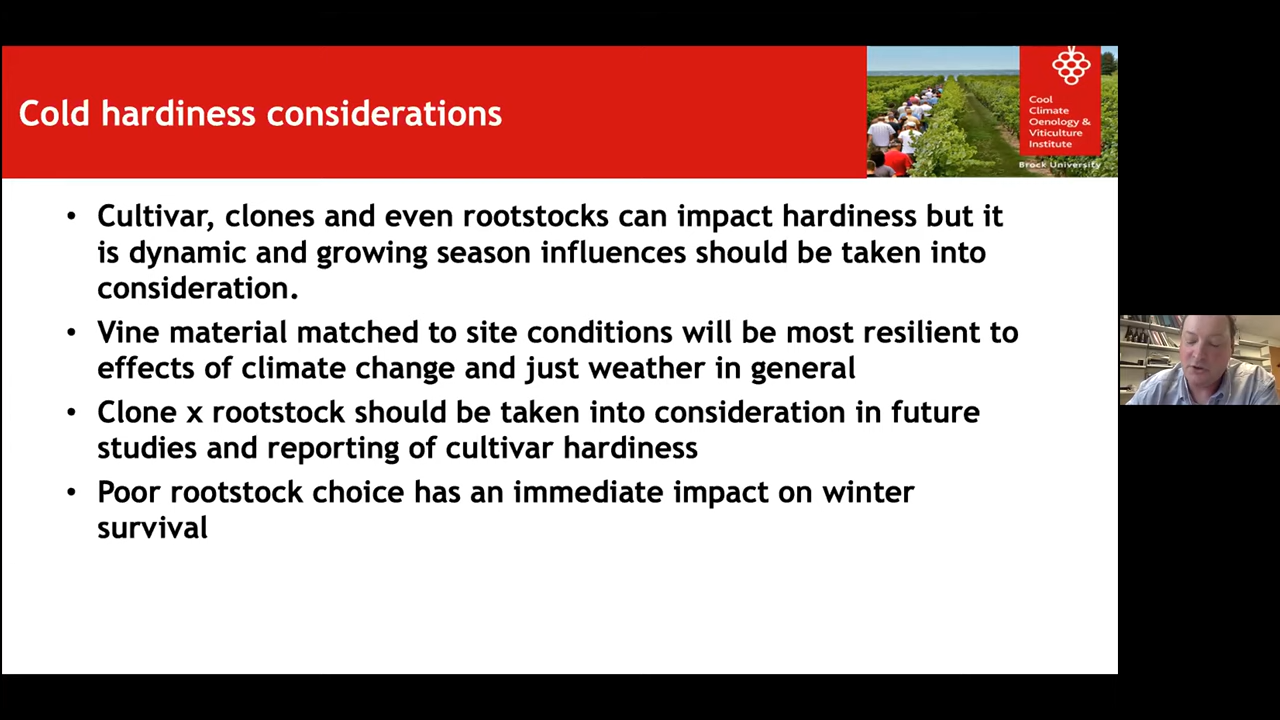 Cold hardiness considerations
Cool
Climate
Oenology &
Viticulture
Institute
Brock University
• Cultivar, clones and even rootstocks can impact hardiness but it
is dynamic and growing season influences should be taken into
consideration.
• Vine material matched to site conditions will be most resilient to
effects of climate change and just weather in general
• Clone x rootstock should be taken into consideration in future
studies and reporting of cultivar hardiness
• Poor rootstock choice has an immediate impact on winter
survival